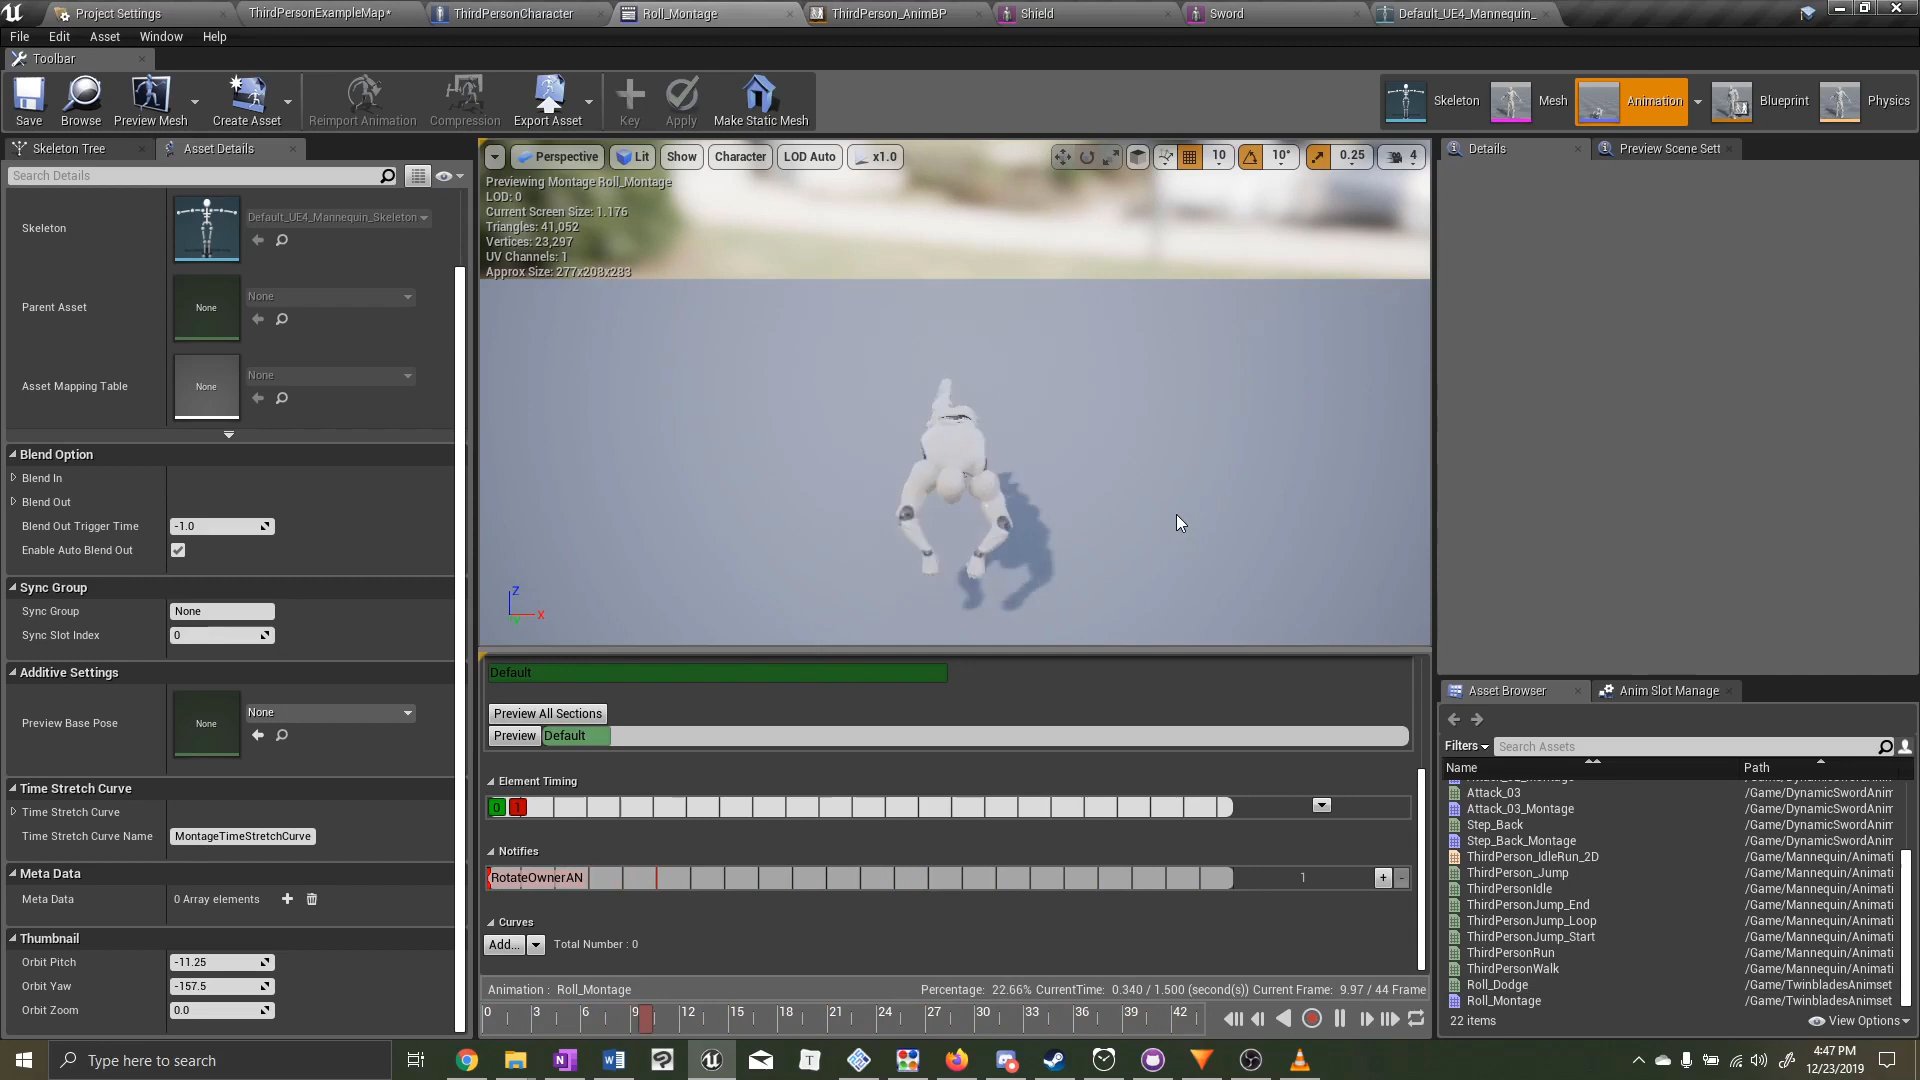 Project Settings
ThirdPersonExampleMap*
ThirdPersonCharacter
Roll_Montage
ThirdPerson_AnimBP
Shield
Sword
Default_UE4_Mannequin_
File Edit Asset Window Help
Toolbar
Save
Browse
Preview Mesh
Create Asset
Reimport Animation
Compression
Export Asset
Key
Apply
Make Static Mesh
Skeleton
Mesh
Animation
Blueprint
Physics
Skeleton Tree
Asset Details
Search Details
Skeleton
Default_UE4_Mannequin_Skeleton
Parent Asset
None
None
Asset Mapping Table
None
None
Blend Option
Blend In
Blend Out
Blend Out Trigger Time -1.0
Enable Auto Blend Out
Sync Group
Sync Group None
Sync Slot Index 0
Additive Settings
Preview Base Pose
None
None
Time Stretch Curve
Time Stretch Curve
Time Stretch Curve Name MontageTimeStretchCurve
Meta Data
Meta Data 0 Array elements
Thumbnail
Orbit Pitch -11.25
Orbit Yaw -157.5
Orbit Zoom 0.0
Perspective Lit Show Character LOD Auto x1.0
10 10° 0.25 4
Previewing Montage Roll_Montage
LOD: 0
Current Screen Size: 1.176
Triangles: 41,052
Vertices: 23,297
UV Channels: 1
Approx Size: 277x208x283
Z
X
Default
Preview All Sections
Preview Default
Element Timing
0 1
Notifies
RotateOwnerAN 1
Curves
Add... Total Number : 0
Animation : Roll_Montage Percentage: 22.66% CurrentTime: 0.340 / 1.500 (second(s)) Current Frame: 9.97 / 44 Frame
0 3 6 9 12 15 18 21 24 27 30 33 36 39 42
Details
Preview Scene Sett
Asset Browser
Anim Slot Manage
Filters Search Assets
Name Path
Attack_03 /Game/DynamicSwordAnim
Attack_03_Montage /Game/DynamicSwordAnim
Step_Back /Game/DynamicSwordAnim
Step_Back_Montage /Game/DynamicSwordAnim
ThirdPerson_IdleRun_2D /Game/Mannequin/Animati
ThirdPerson_Jump /Game/Mannequin/Animati
ThirdPersonIdle /Game/Mannequin/Animati
ThirdPersonJump_End /Game/Mannequin/Animati
ThirdPersonJump_Loop /Game/Mannequin/Animati
ThirdPersonJump_Start /Game/Mannequin/Animati
ThirdPersonRun /Game/Mannequin/Animati
ThirdPersonWalk /Game/Mannequin/Animati
Roll_Dodge /Game/TwinbladesAnimset
Roll_Montage /Game/TwinbladesAnimset
22 items View Options
Type here to search
4:47 PM
12/23/2019